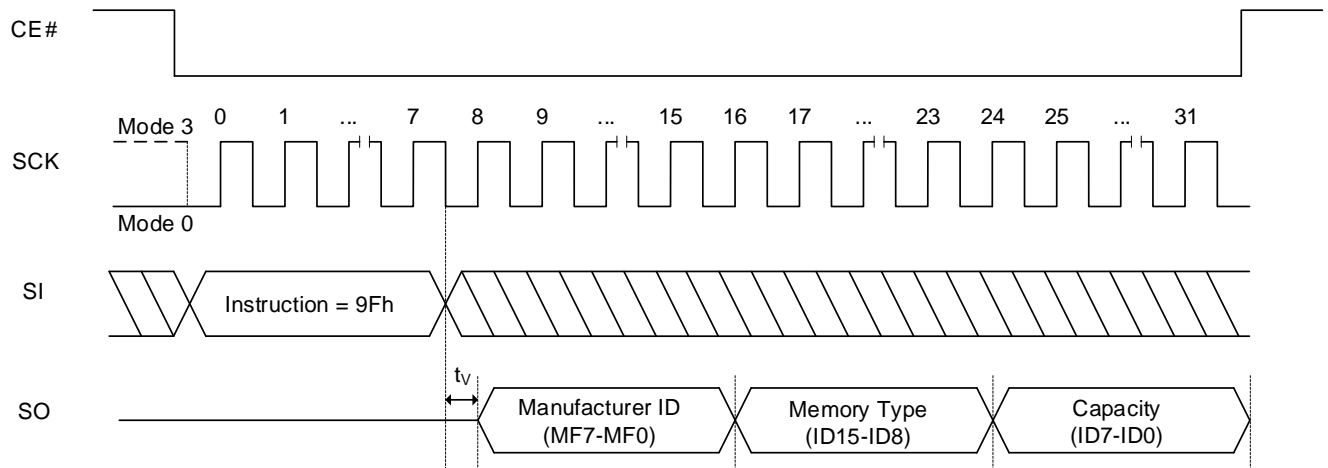 CE#
0 1 ... 7 8 9 ... 15 16 17 ... 23 24 25 ... 31
Mode 3
SCK
Mode 0
SI
Instruction = 9Fh
tV
SO
Manufacturer ID
(MF7-MF0)
Memory Type
(ID15-ID8)
Capacity
(ID7-ID0)